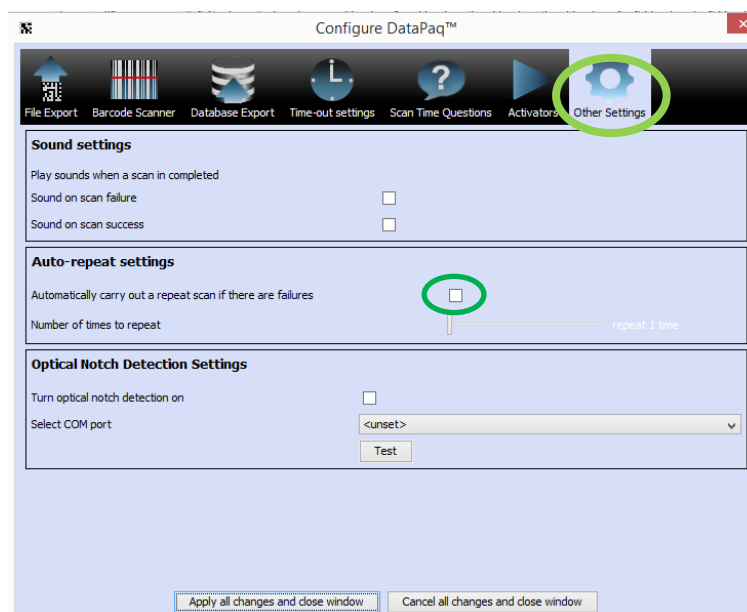 Configure DataPaq™
File Export Barcode Scanner Database Export Time-out settings Scan Time Questions Activators Other Settings
Sound settings
Play sounds when a scan in completed
Sound on scan failure
Sound on scan success
Auto-repeat settings
Automatically carry out a repeat scan if there are failures
Number of times to repeat repeat 1 time
Optical Notch Detection Settings
Turn optical notch detection on
Select COM port <unset>
Test
Apply all changes and close window Cancel all changes and close window